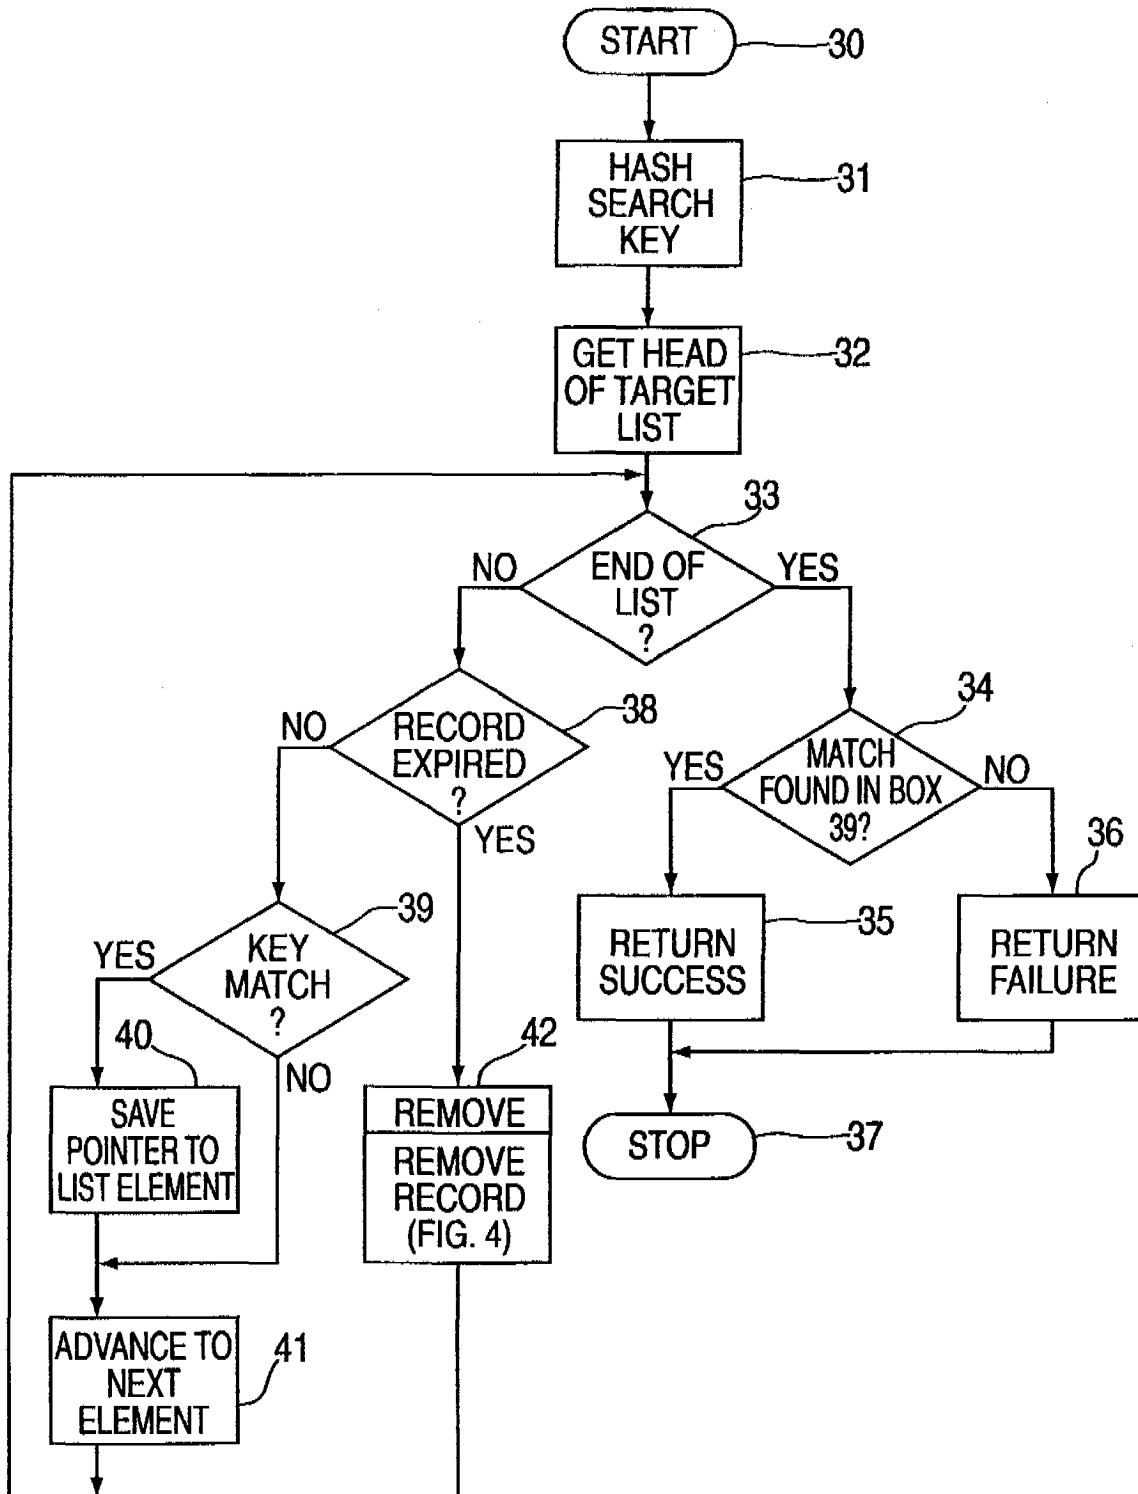 START
30
HASH
SEARCH
KEY
31
GET HEAD
OF TARGET
LIST
32
33
END OF
LIST
?
NO
YES
38
RECORD
EXPIRED
?
NO
YES
34
MATCH
FOUND IN BOX
39?
YES
NO
39
KEY
MATCH
?
YES
NO
35
RETURN
SUCCESS
36
RETURN
FAILURE
40
SAVE
POINTER TO
LIST ELEMENT
42
REMOVE
REMOVE
RECORD
(FIG. 4)
STOP
37
ADVANCE TO
NEXT
ELEMENT
41